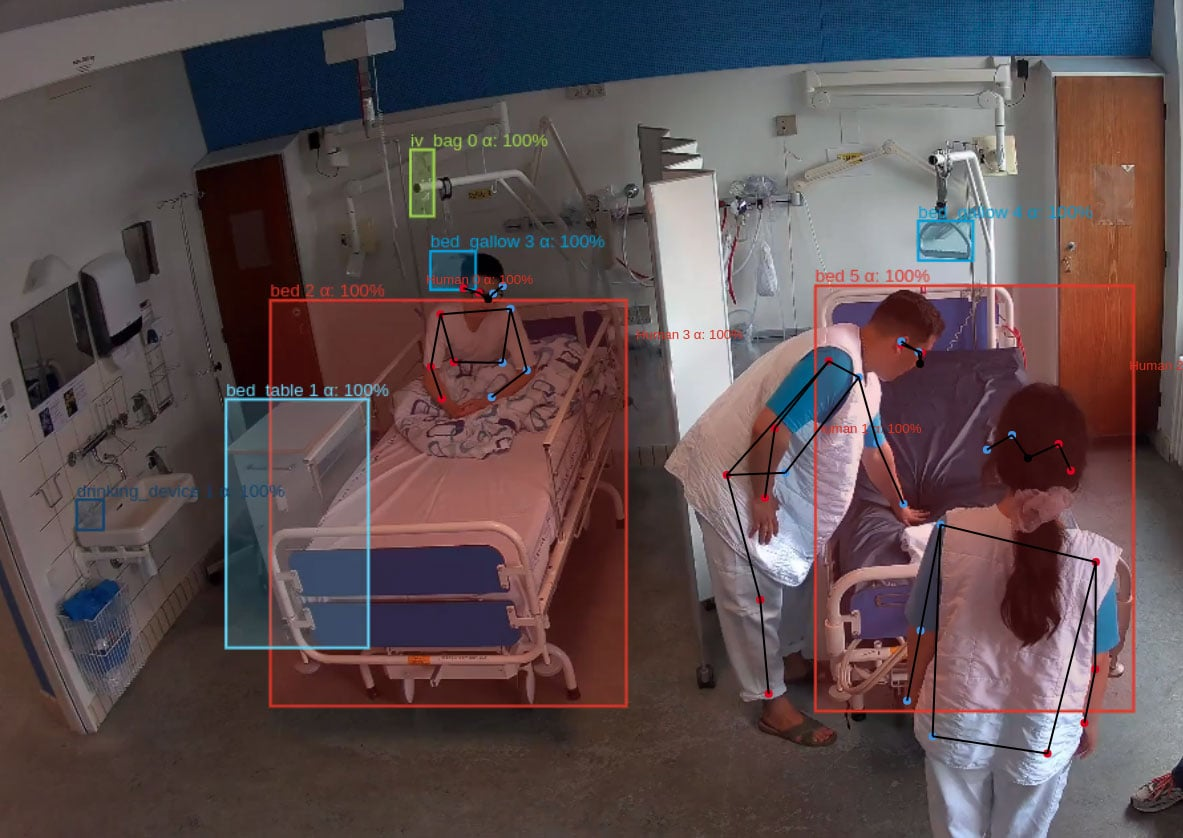 iv_bag 0 α: 100%
bed_gallow 4 α: 100%
bed_gallow 3 α: 100%
Human 0 α: 100%
bed 5 α: 100%
bed 2 α: 100%
Human 3 α: 100%
Human
bed_table 1 α: 100%
Human 1 α: 100%
drinking_device 1 α: 100%